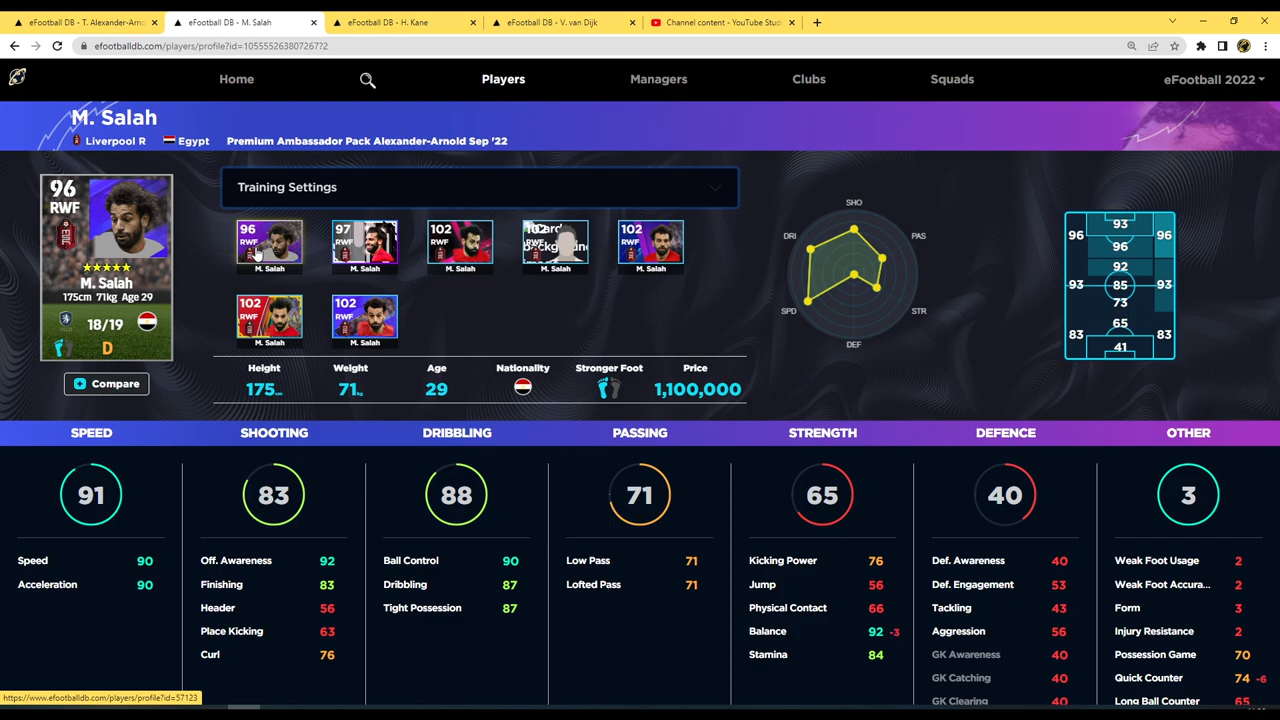 eFootball DB - T. Alexander-Arno
eFootball DB - M. Salah
eFootball DB - H. Kane
eFootball DB - V. van Dijk
Channel content - YouTube Stud
efootballdb.com/players/profile?id=105555263807267?2
Home
Players
Managers
Clubs
Squads
eFootball 2022
M. Salah
Liverpool R
Egypt
Premium Ambassador Pack Alexander-Arnold Sep '22
96
RWF
M. Salah
175cm 71kg Age 29
18/19
D
Compare
Training Settings
96
RWF
M. Salah
97
RWF
M. Salah
102
RWF
M. Salah
102
RWF
M. Salah
102
RWF
M. Salah
102
RWF
M. Salah
102
RWF
M. Salah
Height
175cm
Weight
71kg
Age
29
Nationality
Stronger Foot
Price
1,100,000
SHO
PAS
STR
DEF
SPD
DRI
93
96 96 96
92
93 85 93
73
83 65 83
41
SPEED
91
Speed 90
Acceleration 90
SHOOTING
83
Off. Awareness 92
Finishing 83
Header 56
Place Kicking 63
Curl 76
DRIBBLING
88
Ball Control 90
Dribbling 87
Tight Possession 87
PASSING
71
Low Pass 71
Lofted Pass 71
STRENGTH
65
Kicking Power 76
Jump 56
Physical Contact 66
Balance 92 -3
Stamina 84
DEFENCE
40
Def. Awareness 40
Def. Engagement 53
Tackling 43
Aggression 56
GK Awareness 40
GK Catching 40
GK Clearing 40
OTHER
3
Weak Foot Usage 2
Weak Foot Accura... 2
Form 3
Injury Resistance 2
Possession Game 70
Quick Counter 74 -6
Long Ball Counter 65
https://www.efootballdb.com/players/profile?id=57123